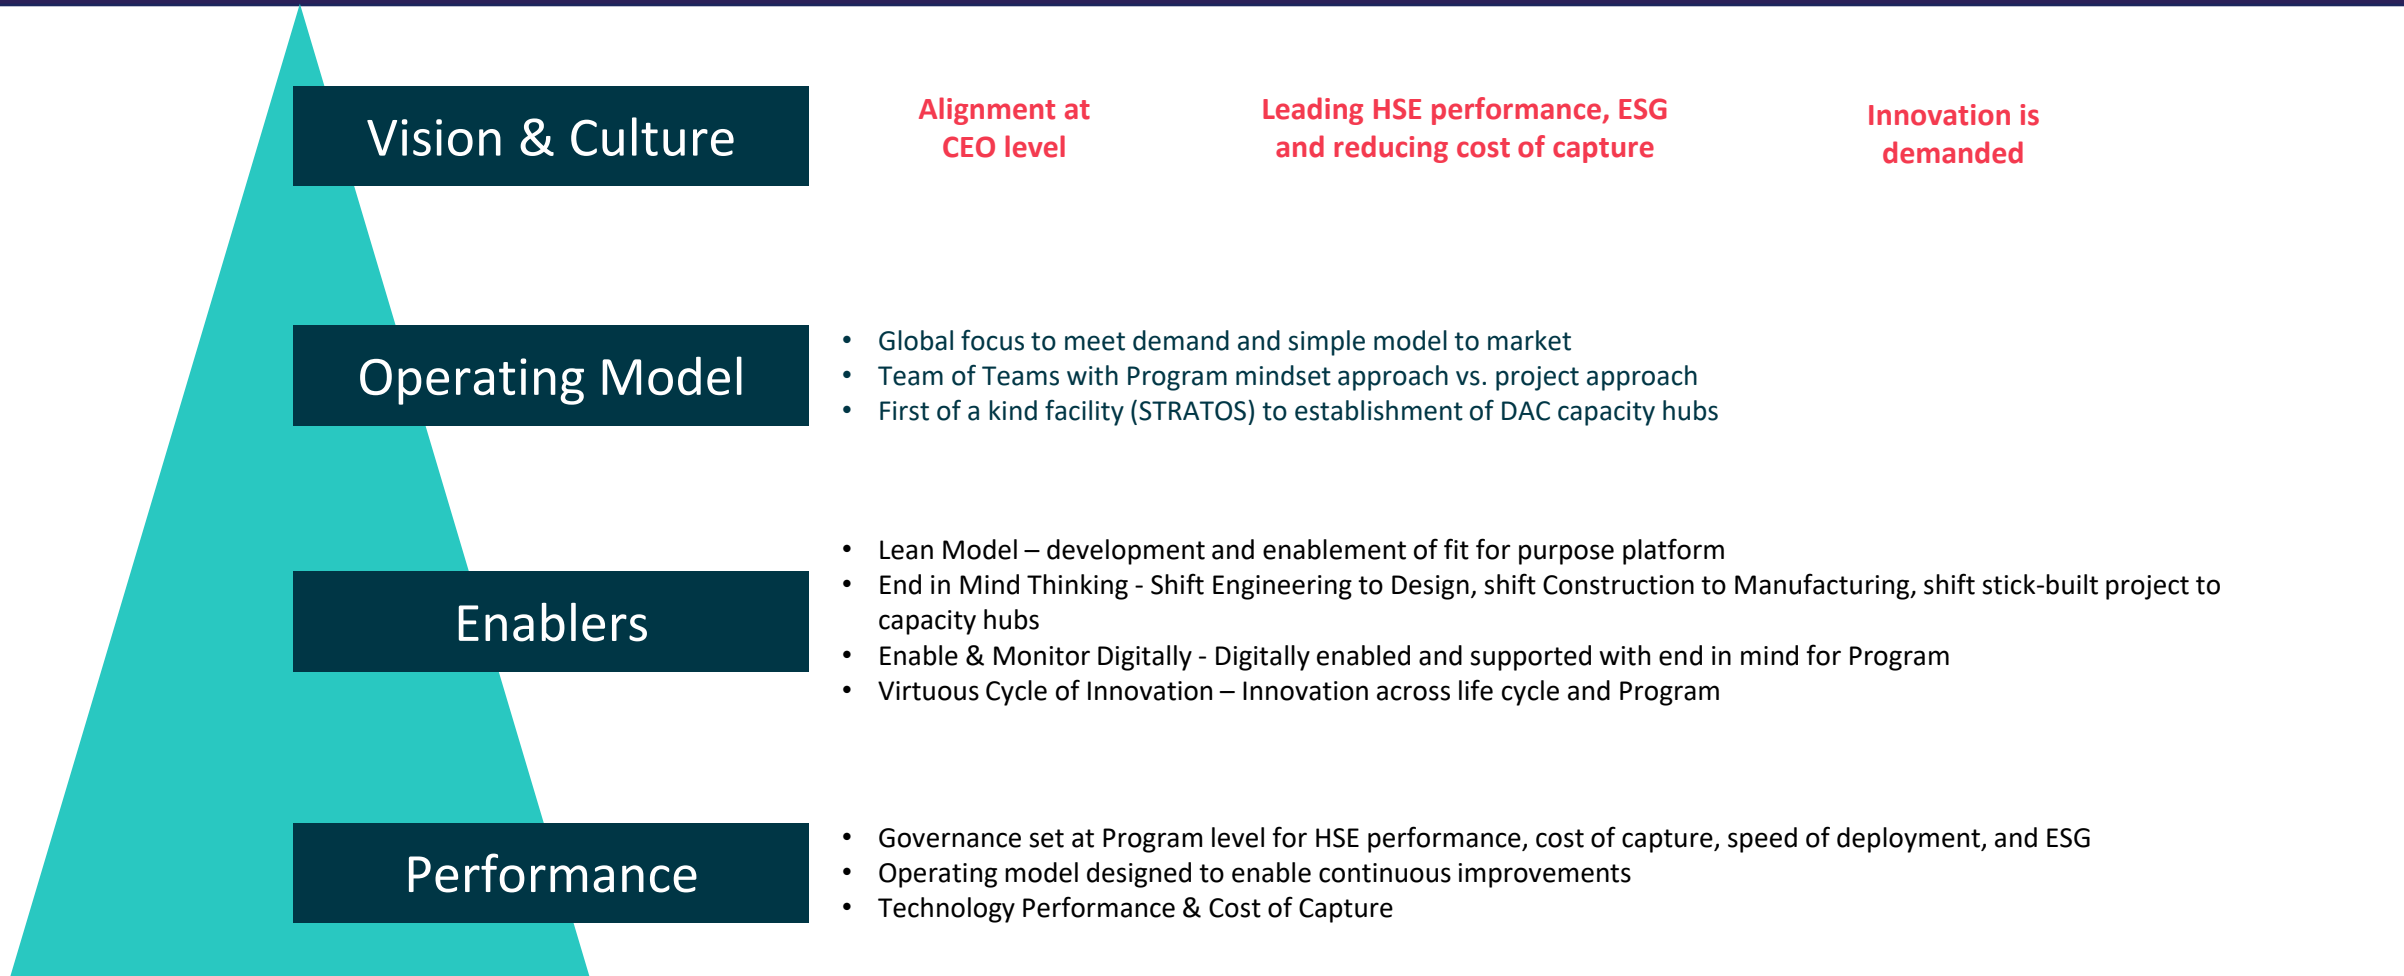 Vision & Culture
Alignment at
CEO level
Leading HSE performance, ESG
and reducing cost of capture
Innovation is
demanded
Operating Model
• Global focus to meet demand and simple model to market
• Team of Teams with Program mindset approach vs. project approach
• First of a kind facility (STRATOS) to establishment of DAC capacity hubs
Enablers
• Lean Model – development and enablement of fit for purpose platform
• End in Mind Thinking - Shift Engineering to Design, shift Construction to Manufacturing, shift stick-built project to
capacity hubs
• Enable & Monitor Digitally - Digitally enabled and supported with end in mind for Program
• Virtuous Cycle of Innovation – Innovation across life cycle and Program
Performance
• Governance set at Program level for HSE performance, cost of capture, speed of deployment, and ESG
• Operating model designed to enable continuous improvements
• Technology Performance & Cost of Capture